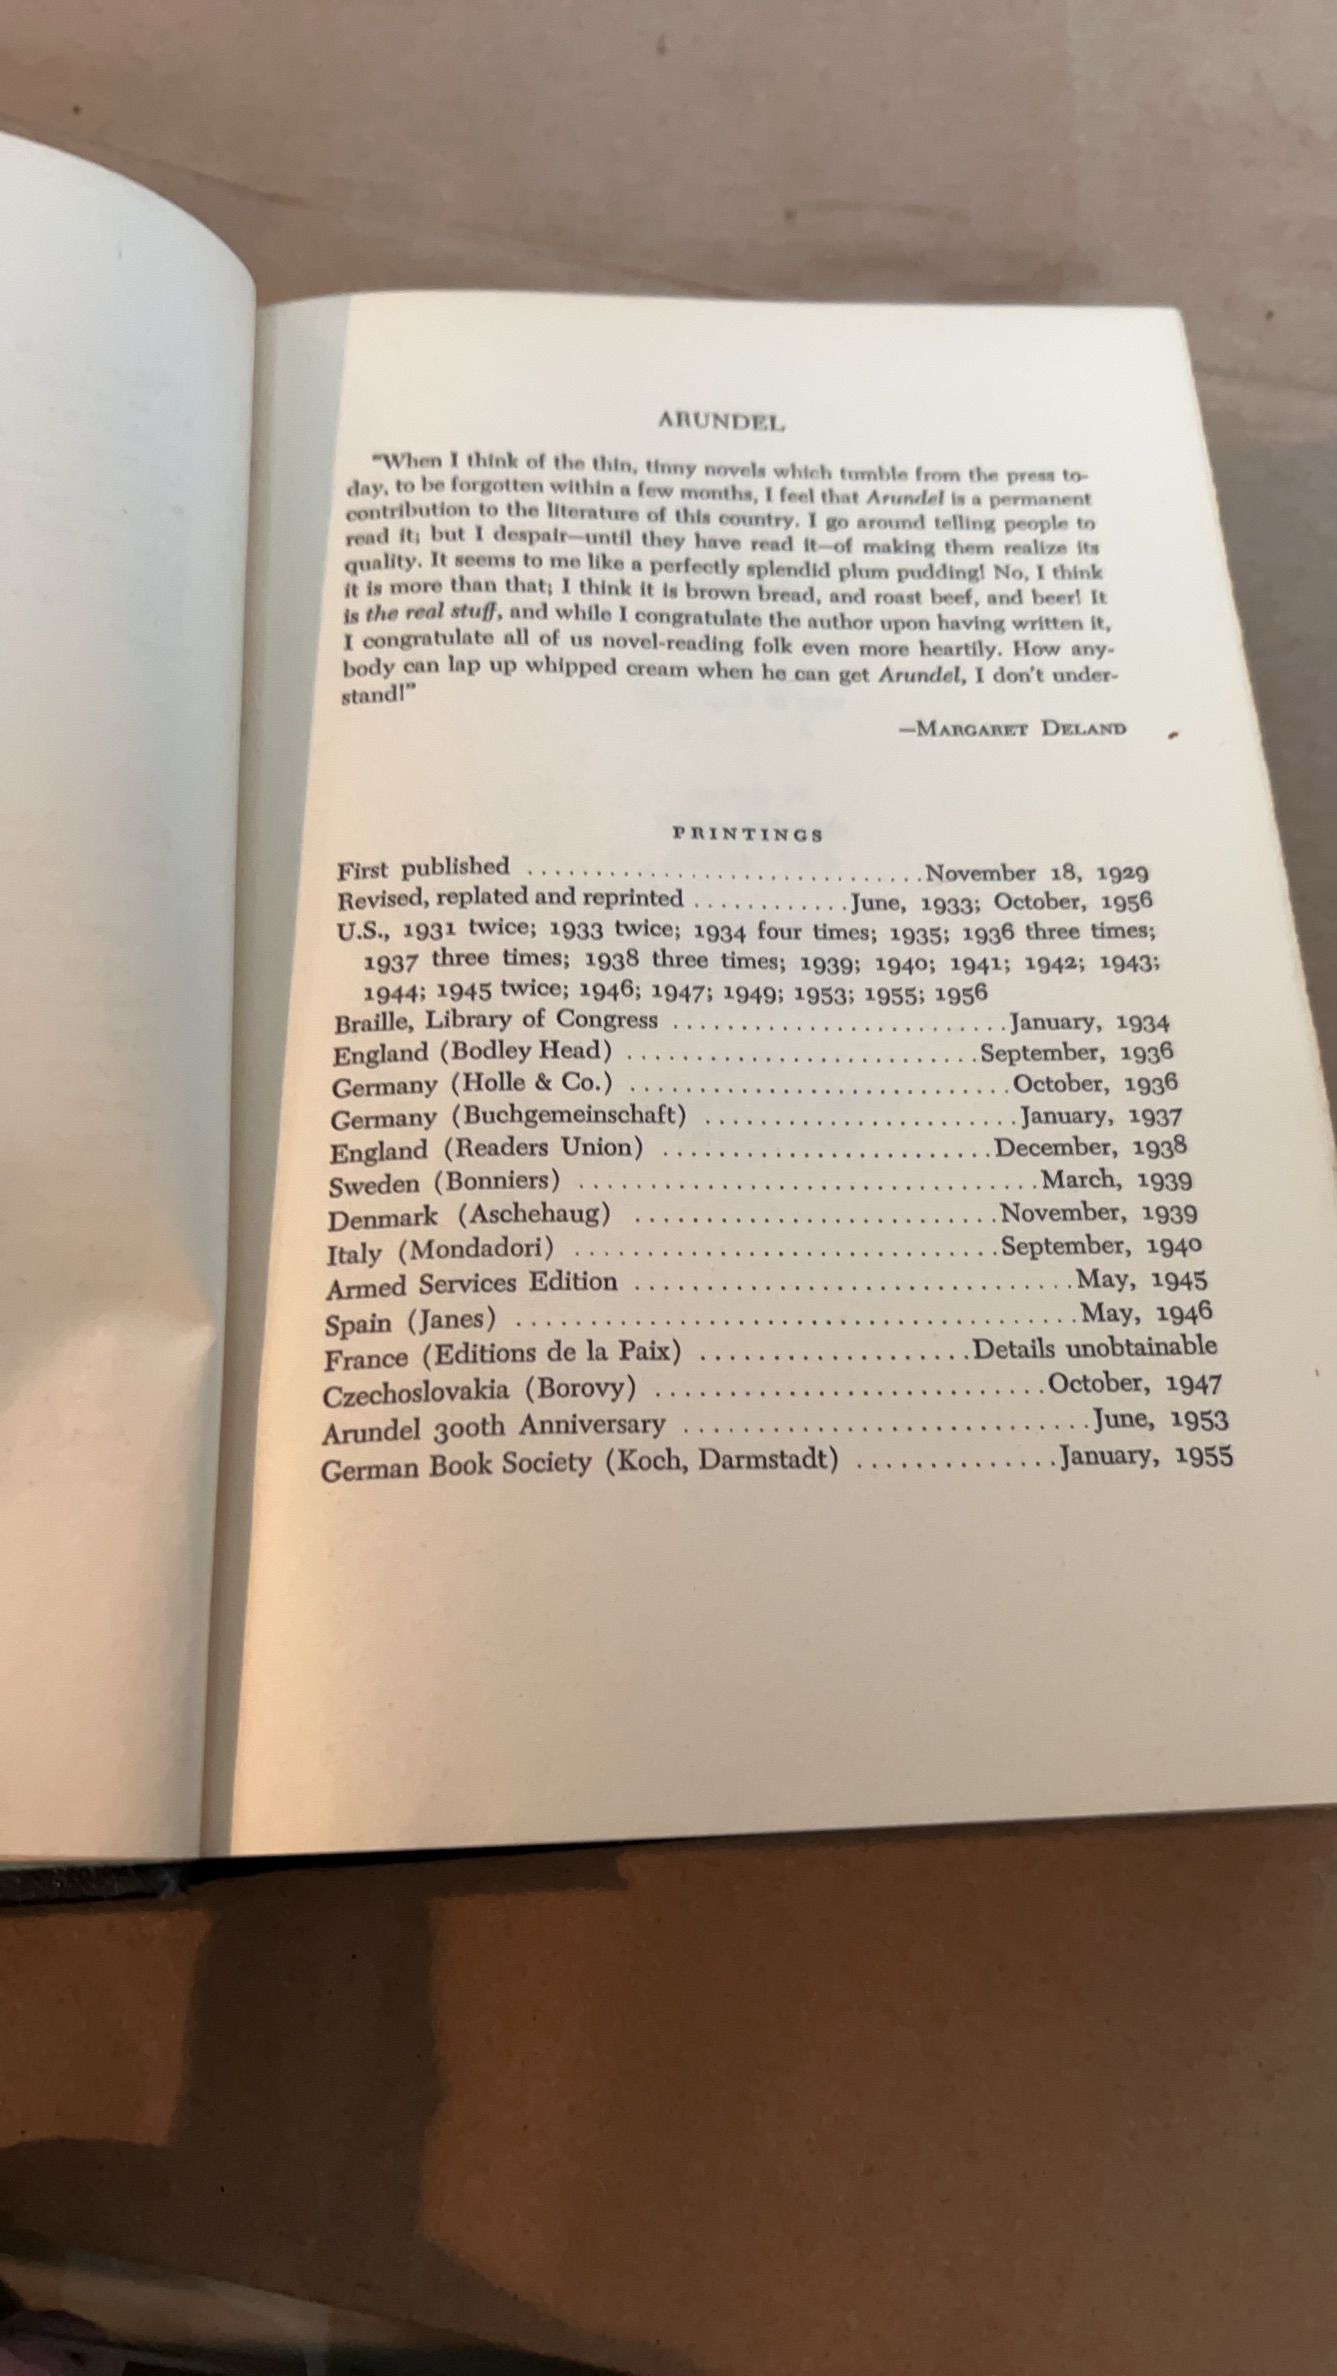 ARUNDEL
"When I think of the thin, tinny novels which tumble from the press to-
day, to be forgotten within a few months, I feel that Arundel is a permanent
contribution to the literature of this country. I go around telling people to
read it; but I despair—until they have read it—of making them realize its
quality. It seems to me like a perfectly splendid plum pudding! No, I think
it is more than that; I think it is brown bread, and roast beef, and beer! It
is the real stuff, and while I congratulate the author upon having written it,
I congratulate all of us novel-reading folk even more heartily. How any-
body can lap up whipped cream when he can get Arundel, I don't under-
stand!"
—MARGARET DELAND
PRINTINGS
First published ..............................November 18, 1929
Revised, replated and reprinted ............June, 1933; October, 1956
U.S., 1931 twice; 1933 twice; 1934 four times; 1935; 1936 three times;
1937 three times; 1938 three times; 1939; 1940; 1941; 1942; 1943;
1944; 1945 twice; 1946; 1947; 1949; 1953; 1955; 1956
Braille, Library of Congress .........................January, 1934
England (Bodley Head) ..........................September, 1936
Germany (Holle & Co.) ............................October, 1936
Germany (Buchgemeinschaft) .......................January, 1937
England (Readers Union) ........................December, 1938
Sweden (Bonniers) ..................................March, 1939
Denmark (Aschehaug) ...........................November, 1939
Italy (Mondadori) ...............................September, 1940
Armed Services Edition ................................May, 1945
Spain (Janes) .........................................May, 1946
France (Editions de la Paix) ....................Details unobtainable
Czechoslovakia (Borovy) ............................October, 1947
Arundel 300th Anniversary ..............................June, 1953
German Book Society (Koch, Darmstadt) ..............January, 1955